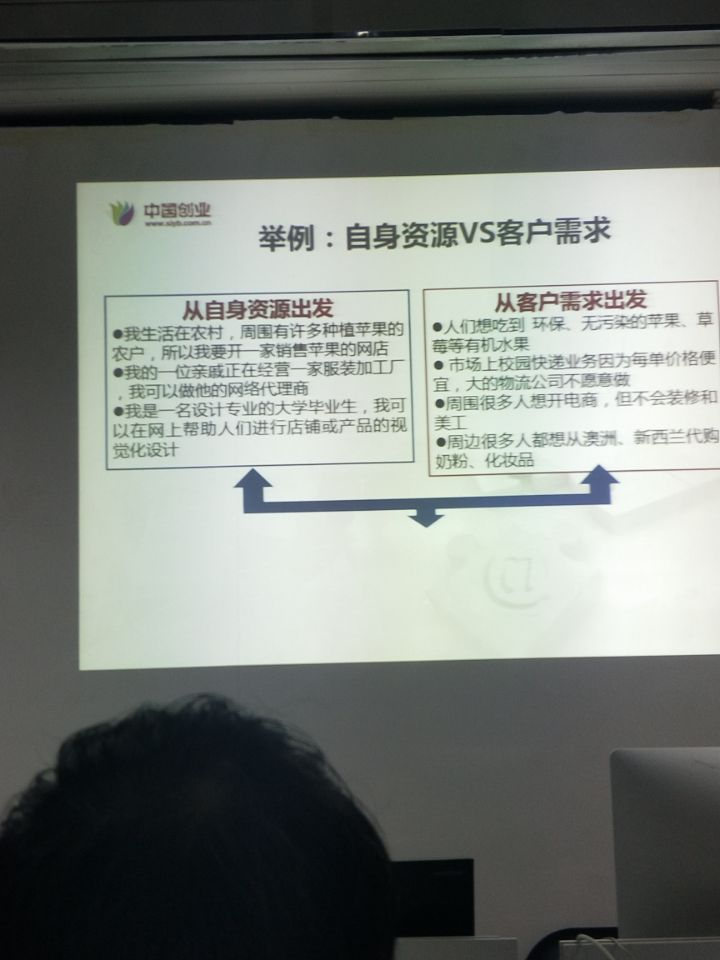 中国创业
www.siyb.com.cn
举例：自身资源VS客户需求
从自身资源出发
●我生活在农村，周围有许多种植苹果的
农户，所以我要开一家销售苹果的网店
●我的一位亲戚正在经营一家服装加工厂
，我可以做他的网络代理商
●我是一名设计专业的大学毕业生，我可
以在网上帮助人们进行店铺或产品的视
觉化设计
从客户需求出发
●人们想吃到 环保、无污染的苹果、草
莓等有机水果
● 市场上校园快递业务因为每单价格便
宜，大的物流公司不愿意做
●周围很多人想开电商，但不会装修和
美工
●周边很多人都想从澳洲、新西兰代购
奶粉、化妆品